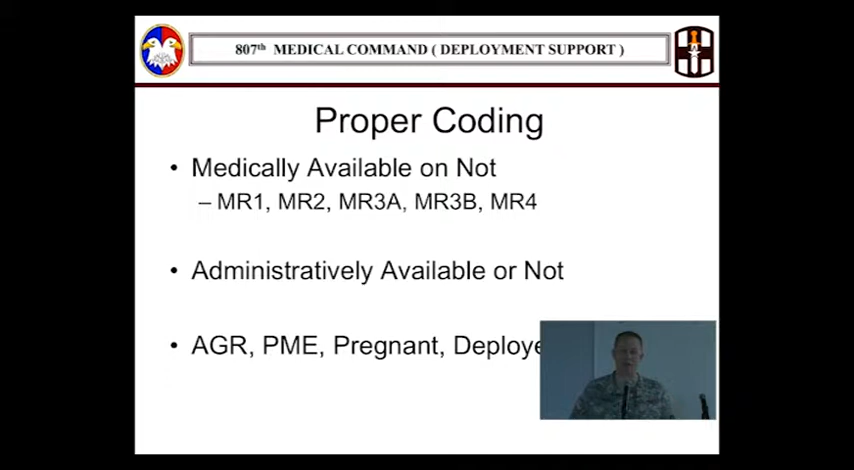 807th MEDICAL COMMAND ( DEPLOYMENT SUPPORT )
Proper Coding
• Medically Available on Not
– MR1, MR2, MR3A, MR3B, MR4
• Administratively Available or Not
• AGR, PME, Pregnant, Deploye